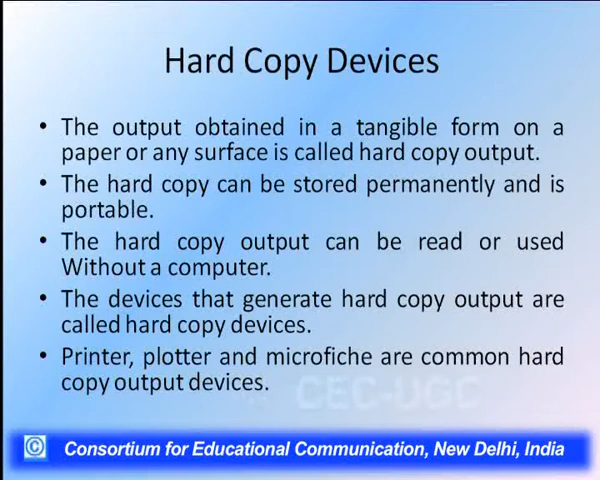 Hard Copy Devices
• The output obtained in a tangible form on a
paper or any surface is called hard copy output.
• The hard copy can be stored permanently and is
portable.
• The hard copy output can be read or used
Without a computer.
• The devices that generate hard copy output are
called hard copy devices.
• Printer, plotter and microfiche are common hard
copy output devices.
CEC-UGC
© Consortium for Educational Communication, New Delhi, India